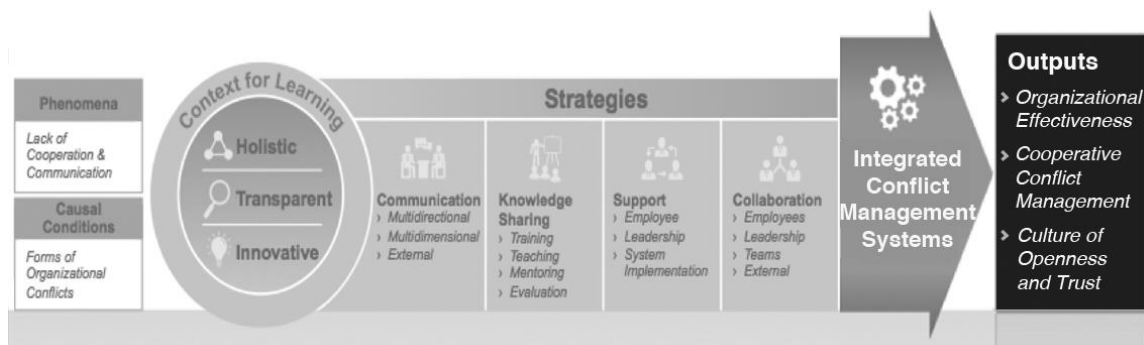 Phenomena
Lack of
Cooperation &
Communication
Causal
Conditions
Forms of
Organizational
Conflicts
Context for Learning
Holistic
Transparent
Innovative
Strategies
Communication
› Multidirectional
› Multidimensional
› External
Knowledge
Sharing
› Training
› Teaching
› Mentoring
› Evaluation
Support
› Employee
› Leadership
› System
Implementation
Collaboration
› Employees
› Leadership
› Teams
› External
Integrated
Conflict
Management
Systems
Outputs
› Organizational
Effectiveness
› Cooperative
Conflict
Management
› Culture of
Openness
and Trust